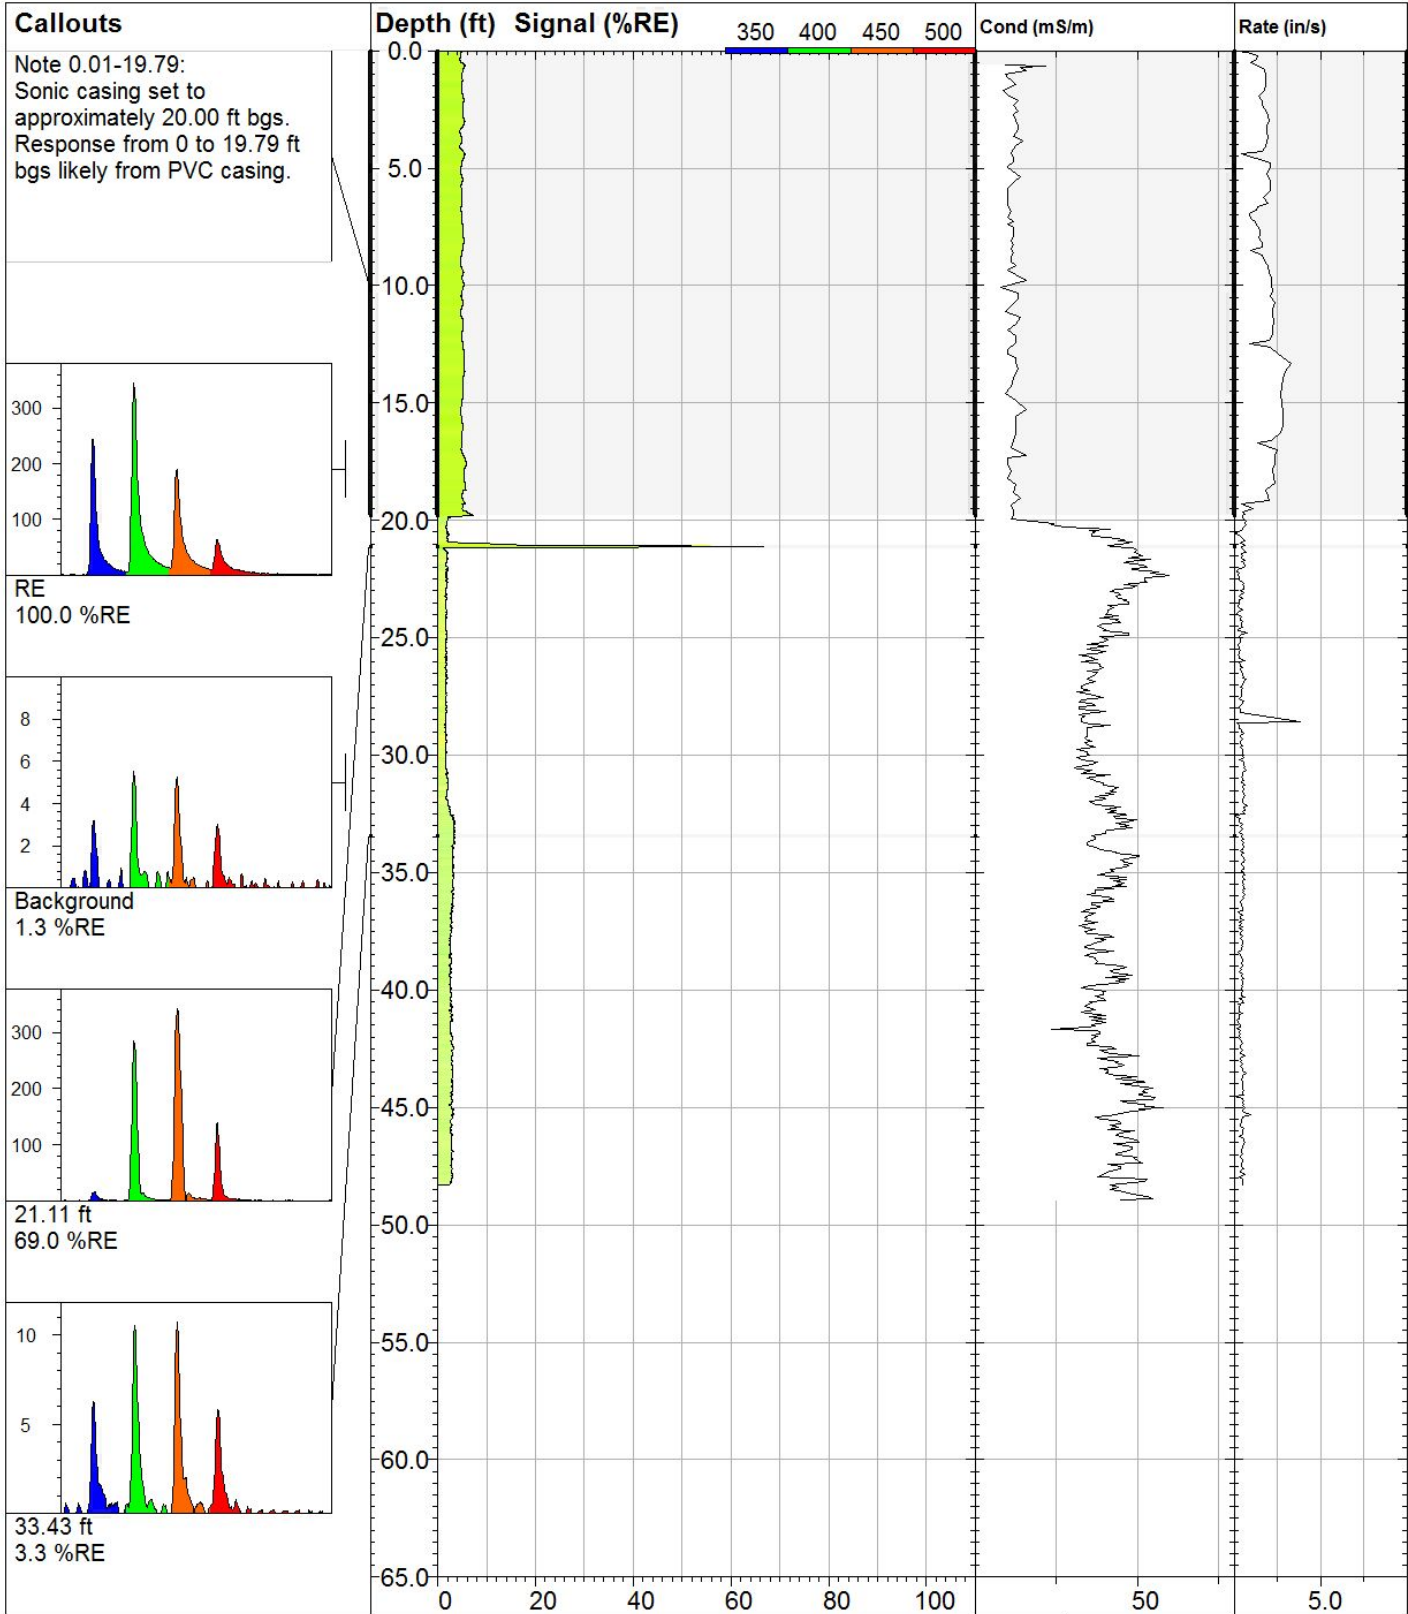 Callouts
Depth (ft) Signal (%RE)
350 400 450 500
Cond (mS/m)
Rate (in/s)
Note 0.01-19.79:
Sonic casing set to
approximately 20.00 ft bgs.
Response from 0 to 19.79 ft
bgs likely from PVC casing.
300
200
100
RE
100.0 %RE
8
6
4
2
Background
1.3 %RE
300
200
100
21.11 ft
69.0 %RE
10
5
33.43 ft
3.3 %RE
0.0
5.0
10.0
15.0
20.0
25.0
30.0
35.0
40.0
45.0
50.0
55.0
60.0
65.0
0 20 40 60 80 100
50
5.0